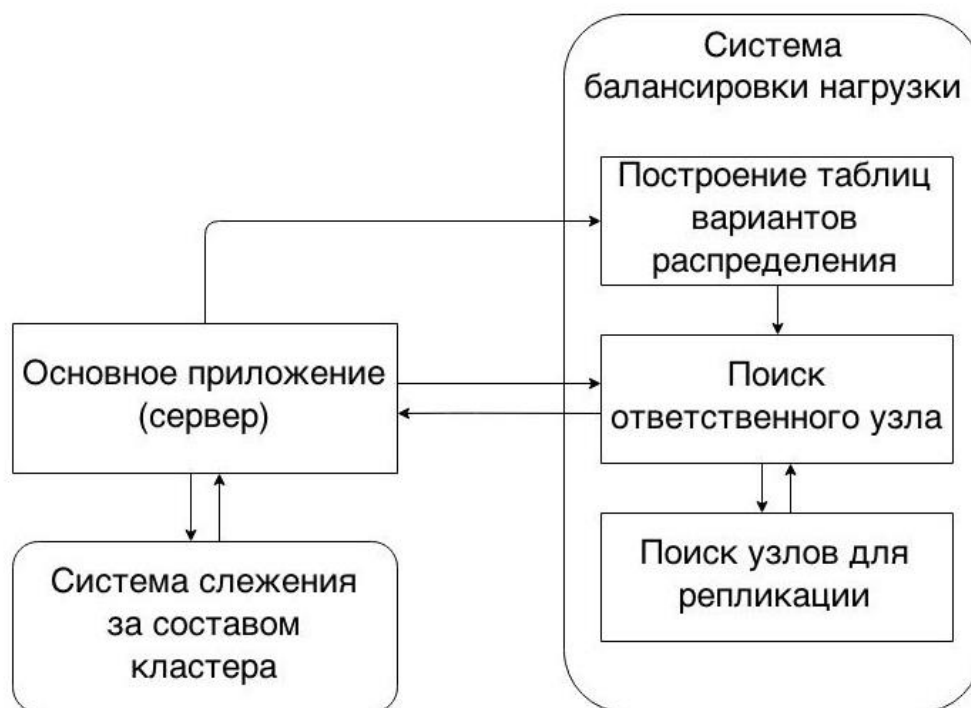 Система
балансировки нагрузки
Построение таблиц
вариантов
распределения
Основное приложение
(сервер)
Поиск
ответственного узла
Система слежения
за составом
кластера
Поиск узлов для
репликации